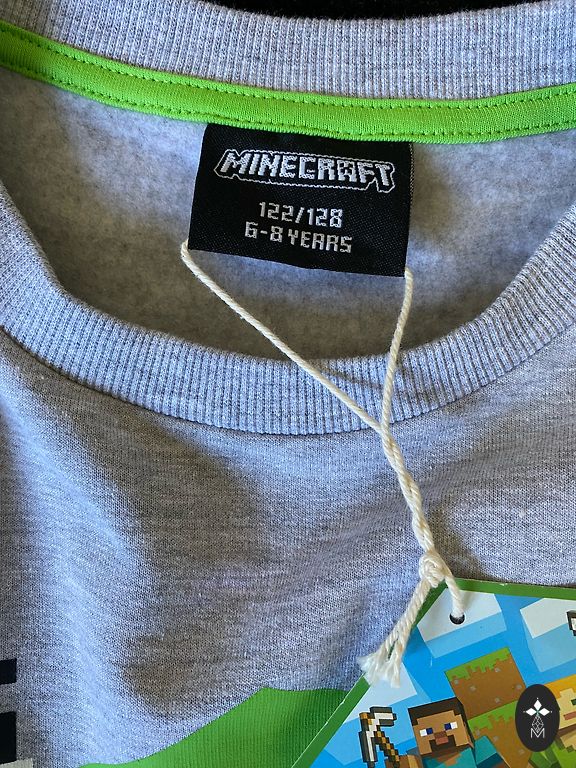 MINECRAFT
122/128
6-8 YEARS
M